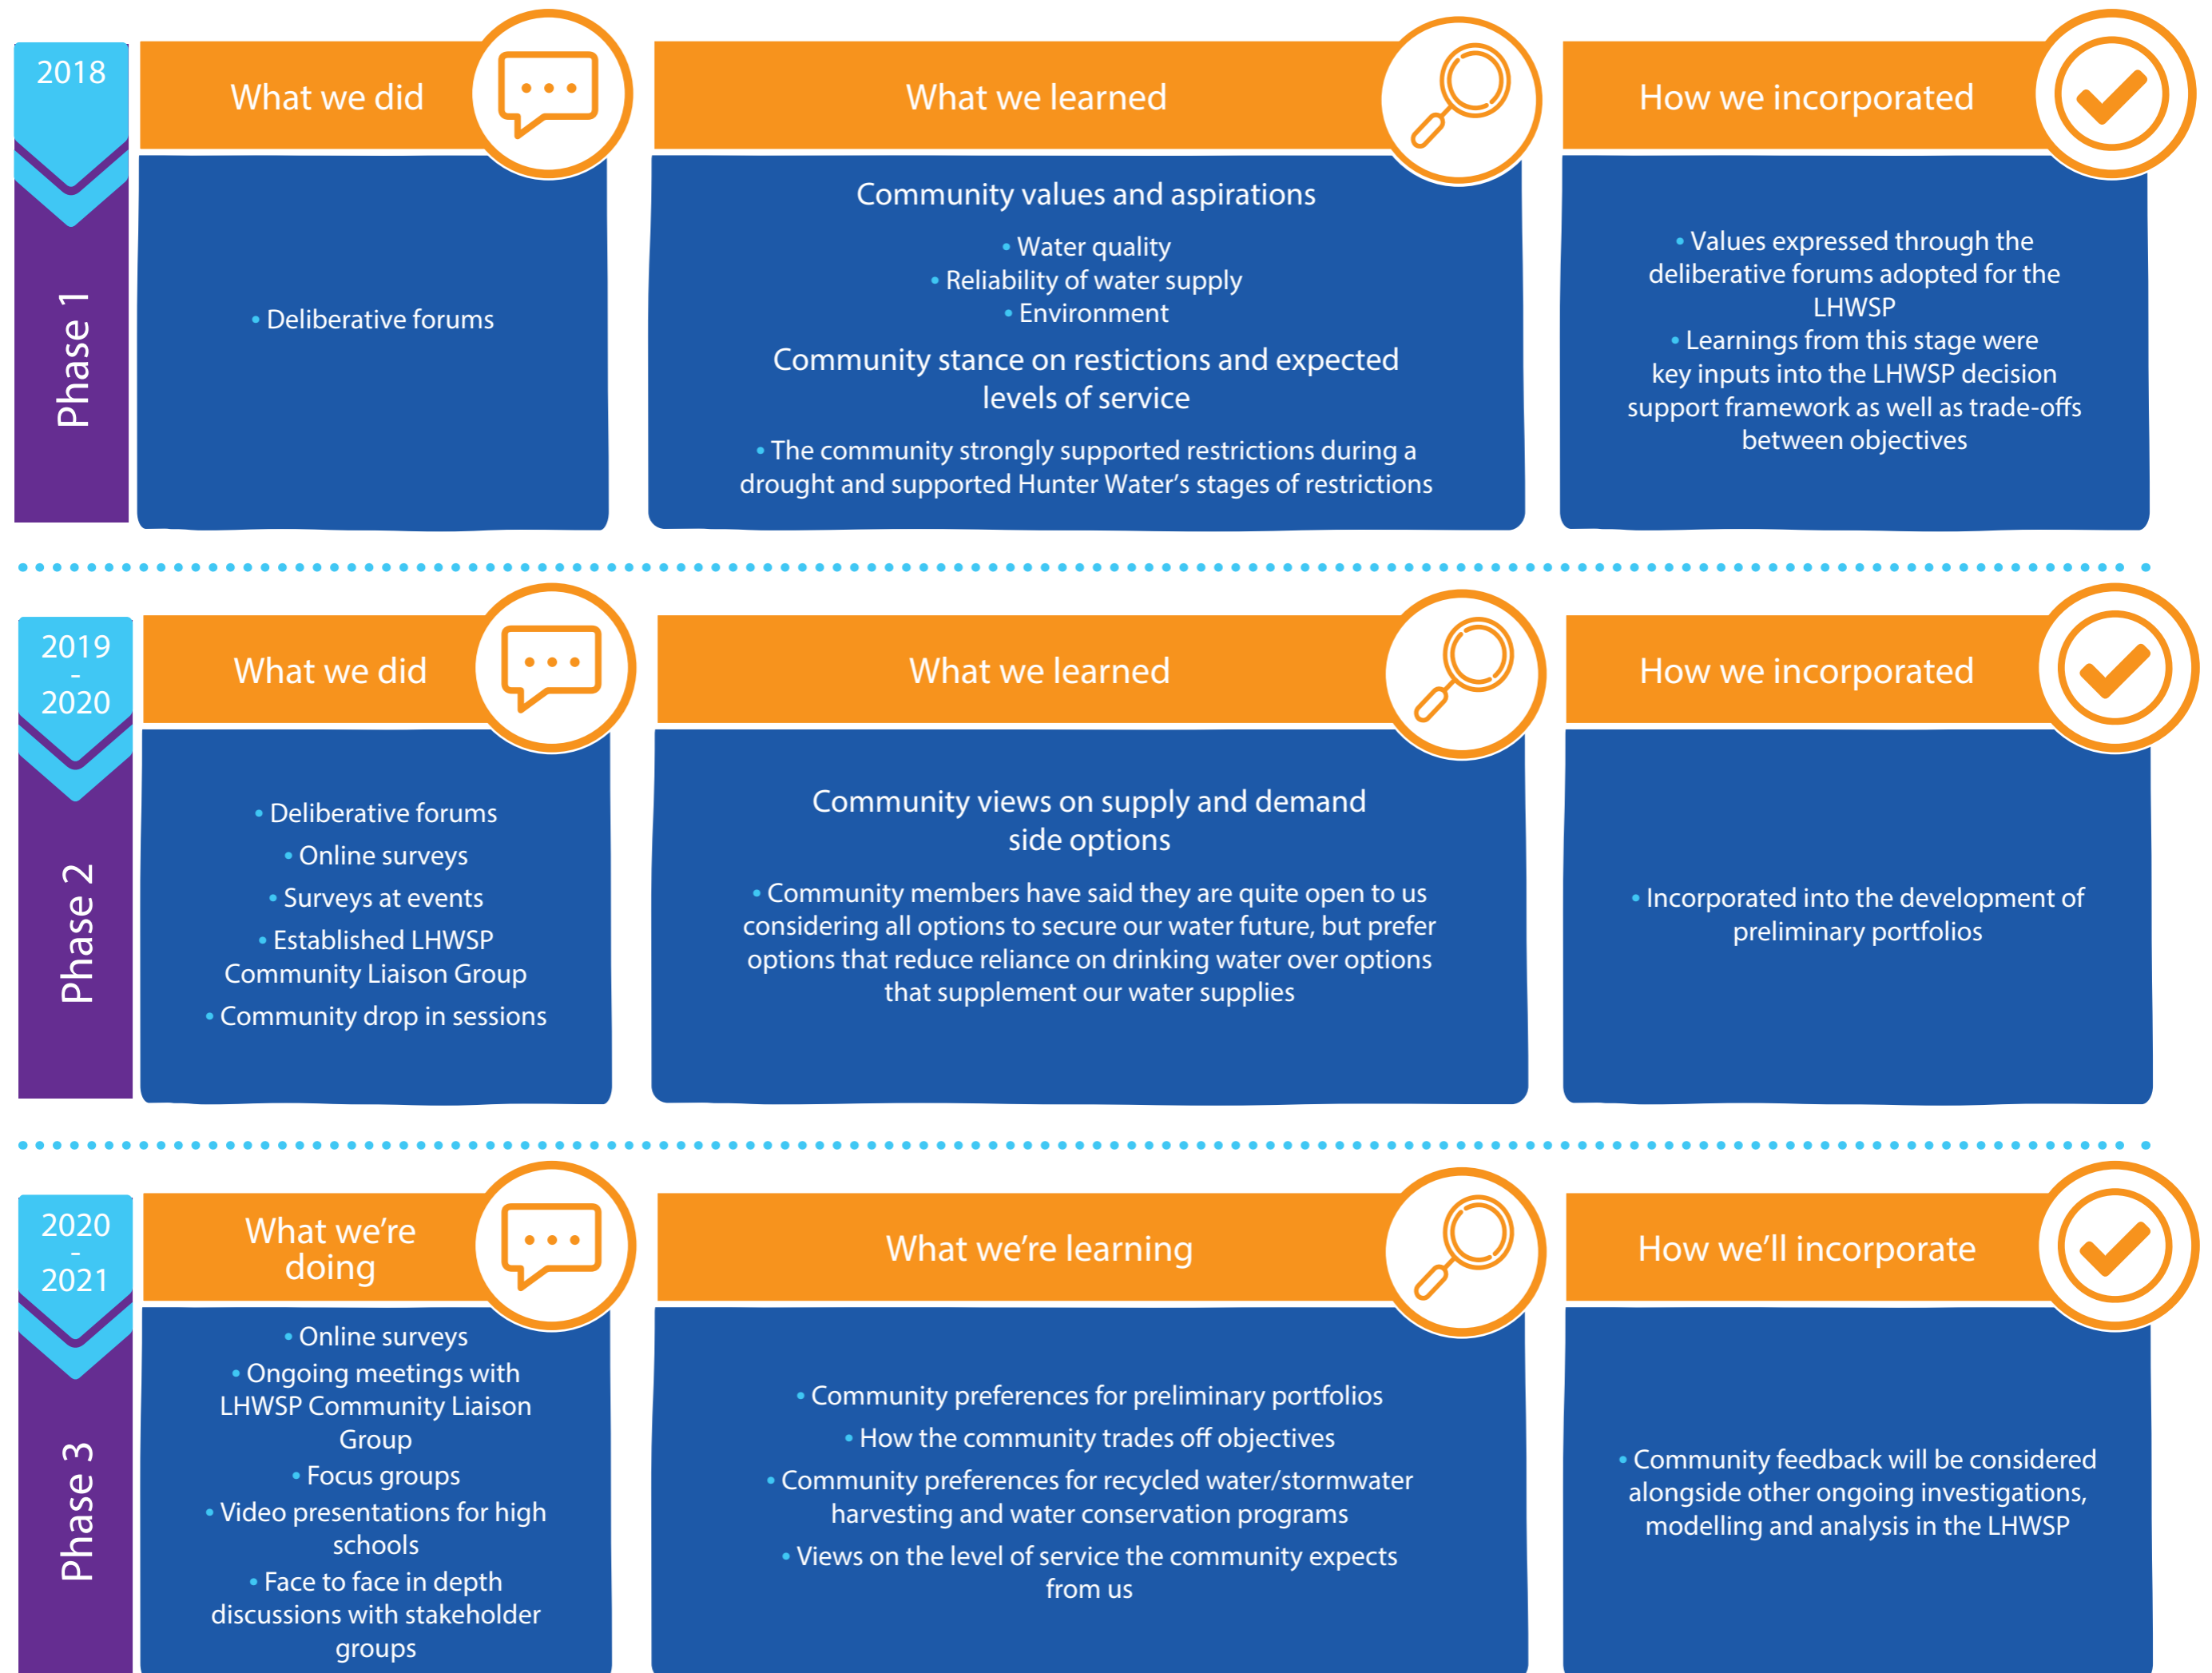 2018
Phase 1
What we did
• Deliberative forums
What we learned
Community values and aspirations
• Water quality
• Reliability of water supply
• Environment
Community stance on restictions and expected
levels of service
• The community strongly supported restrictions during a
drought and supported Hunter Water’s stages of restrictions
How we incorporated
• Values expressed through the
deliberative forums adopted for the
LHWSP
• Learnings from this stage were
key inputs into the LHWSP decision
support framework as well as trade-offs
between objectives
2019
-
2020
Phase 2
What we did
• Deliberative forums
• Online surveys
• Surveys at events
• Established LHWSP
Community Liaison Group
• Community drop in sessions
What we learned
Community views on supply and demand
side options
• Community members have said they are quite open to us
considering all options to secure our water future, but prefer
options that reduce reliance on drinking water over options
that supplement our water supplies
How we incorporated
• Incorporated into the development of
preliminary portfolios
2020
-
2021
Phase 3
What we’re
doing
• Online surveys
• Ongoing meetings with
LHWSP Community Liaison
Group
• Focus groups
• Video presentations for high
schools
• Face to face in depth
discussions with stakeholder
groups
What we’re learning
• Community preferences for preliminary portfolios
• How the community trades off objectives
• Community preferences for recycled water/stormwater
harvesting and water conservation programs
• Views on the level of service the community expects
from us
How we’ll incorporate
• Community feedback will be considered
alongside other ongoing investigations,
modelling and analysis in the LHWSP